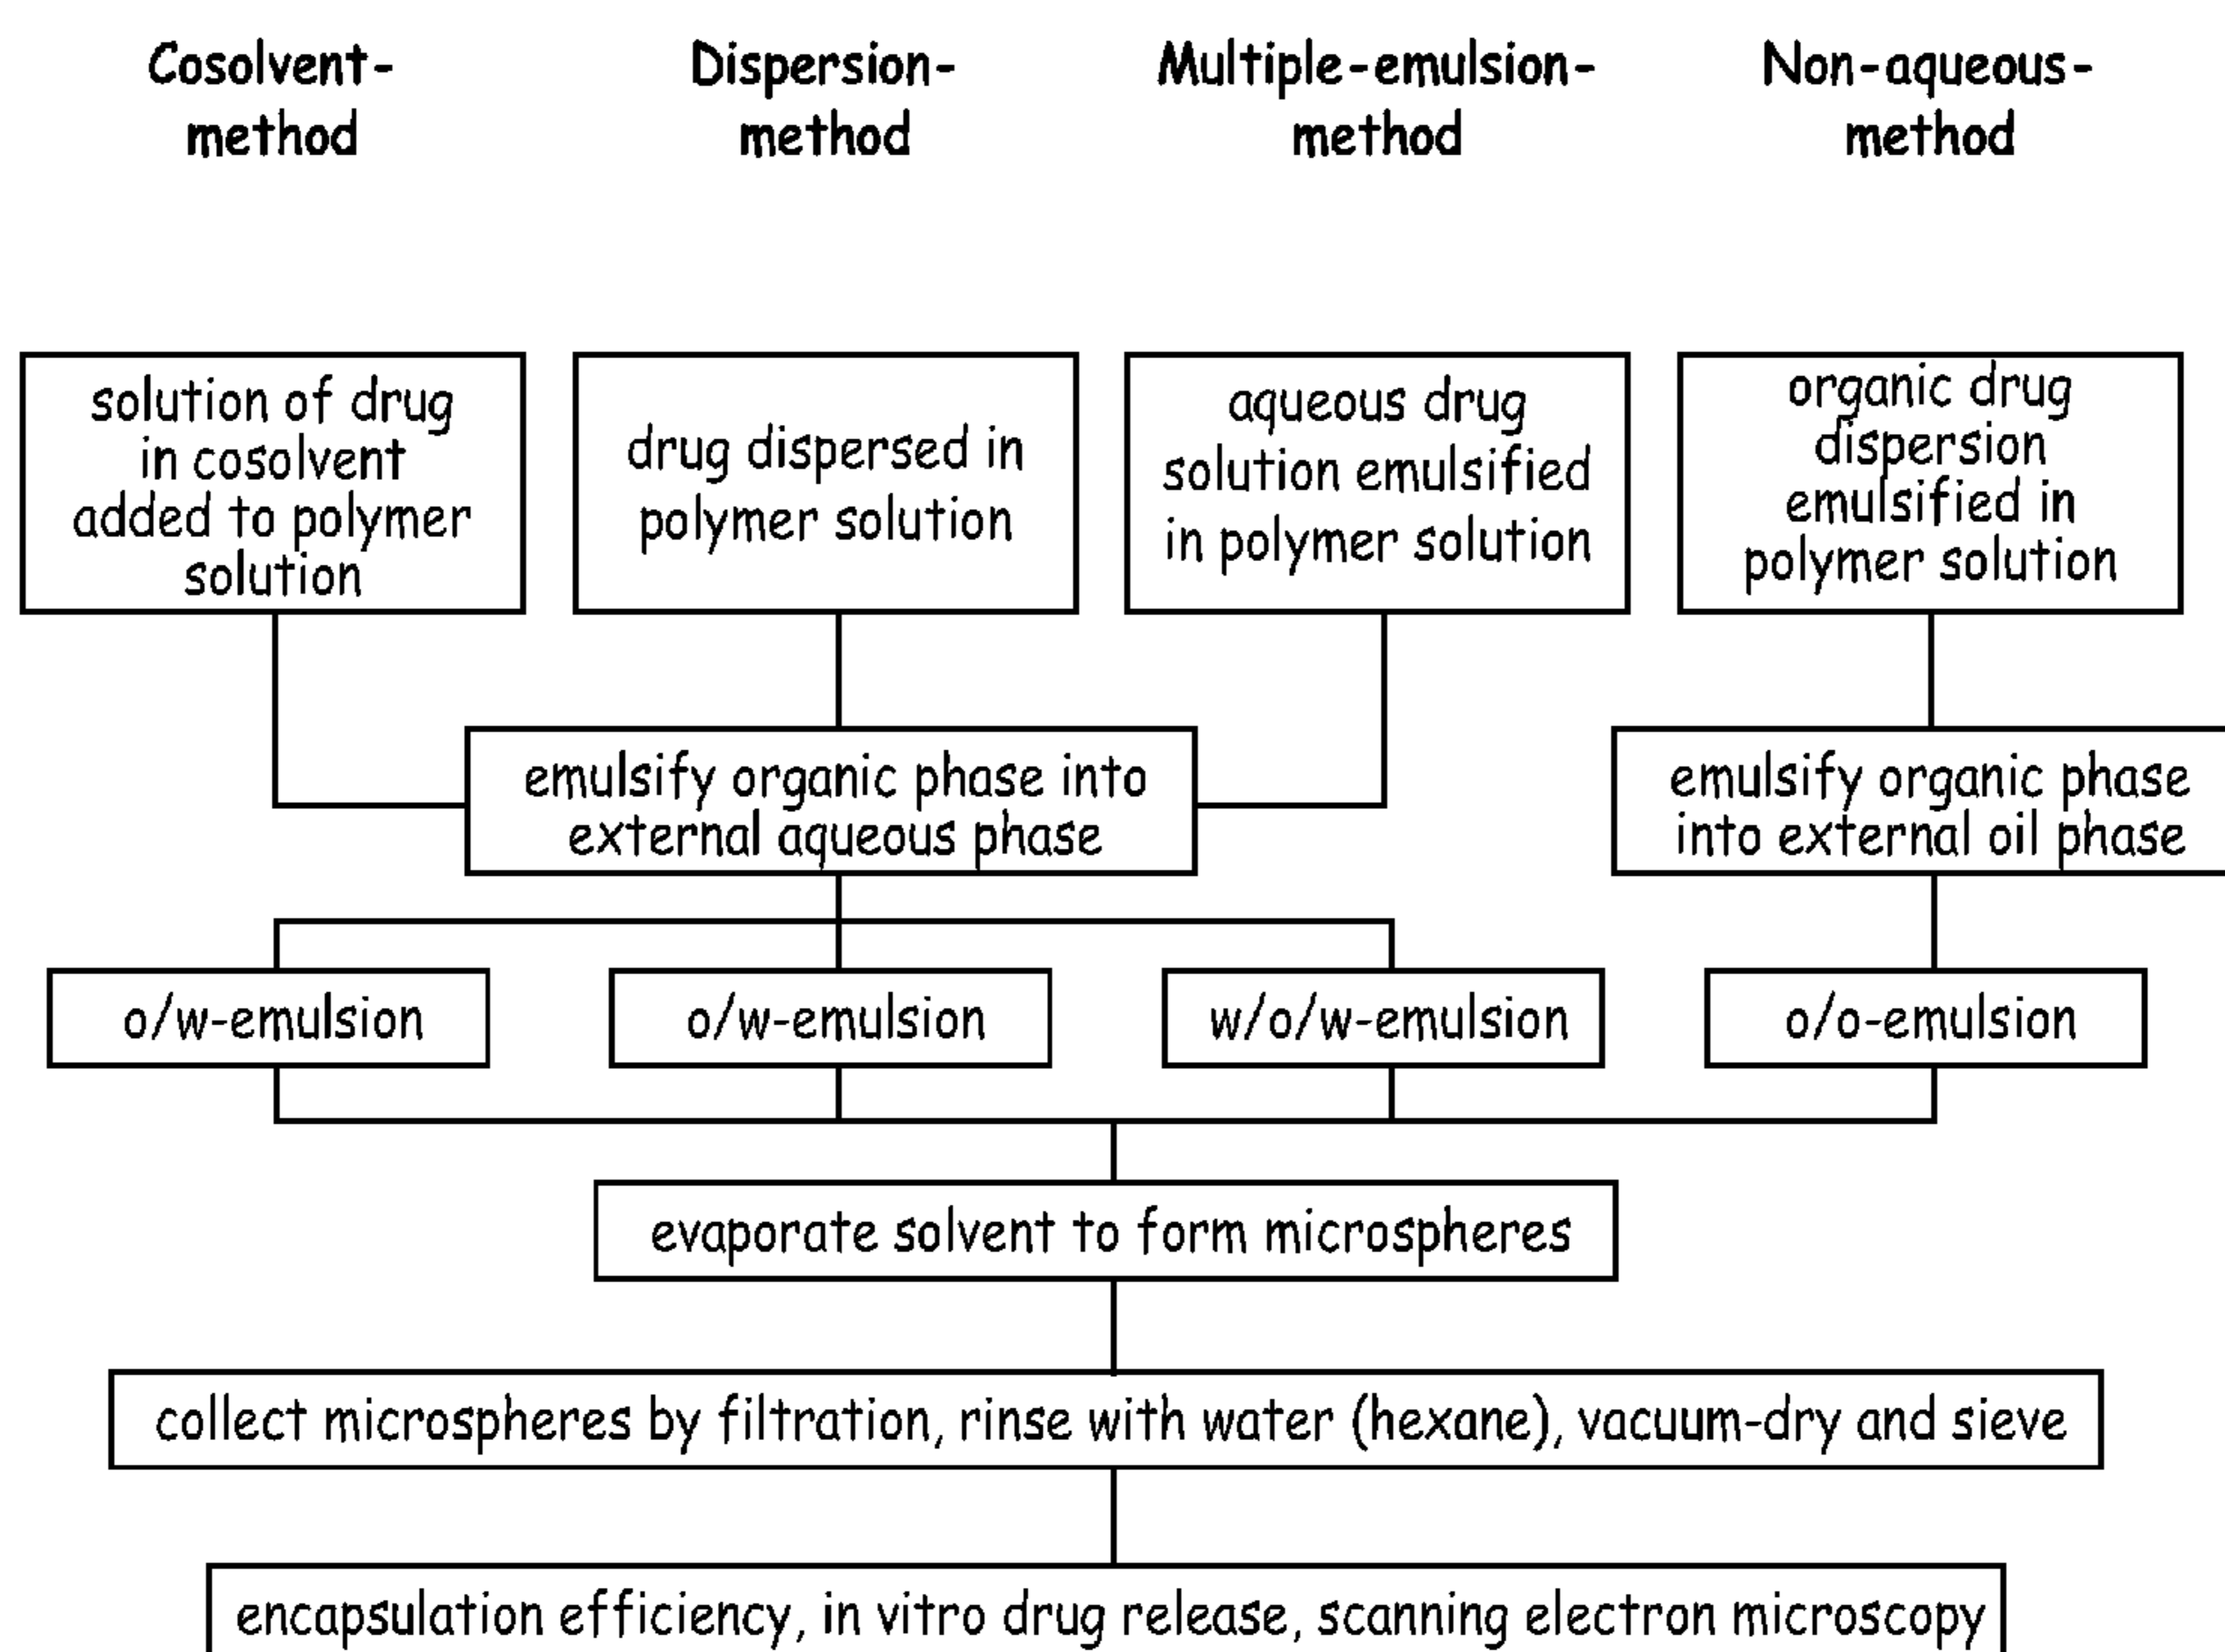 Cosolvent-
method
Dispersion-
method
Multiple-emulsion-
method
Non-aqueous-
method
solution of drug
in cosolvent
added to polymer
solution
drug dispersed in
polymer solution
aqueous drug
solution emulsified
in polymer solution
organic drug
dispersion
emulsified in
polymer solution
emulsify organic phase into
external aqueous phase
emulsify organic phase
into external oil phase
o/w-emulsion
o/w-emulsion
w/o/w-emulsion
o/o-emulsion
evaporate solvent to form microspheres
collect microspheres by filtration, rinse with water (hexane), vacuum-dry and sieve
encapsulation efficiency, in vitro drug release, scanning electron microscopy